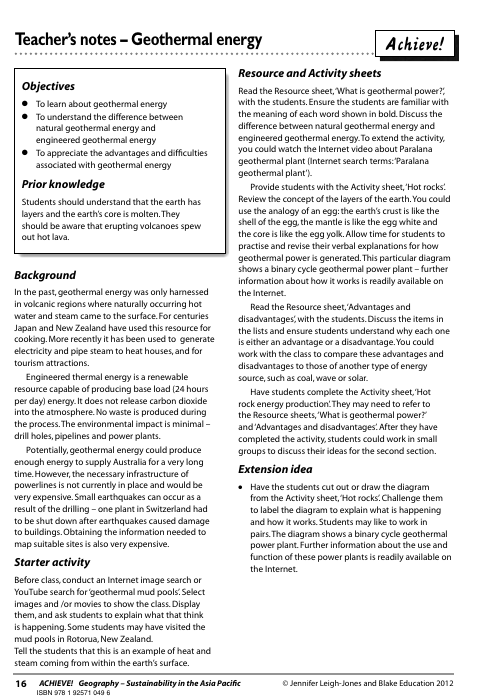 Teacher's notes – Geothermal energy
Achieve!
Objectives
● To learn about geothermal energy
● To understand the difference between
natural geothermal energy and
engineered geothermal energy
● To appreciate the advantages and difficulties
associated with geothermal energy
Prior knowledge
Students should understand that the earth has
layers and the earth's core is molten. They
should be aware that erupting volcanoes spew
out hot lava.
Background
In the past, geothermal energy was only harnessed
in volcanic regions where naturally occurring hot
water and steam came to the surface. For centuries
Japan and New Zealand have used this resource for
cooking. More recently it has been used to generate
electricity and pipe steam to heat houses, and for
tourism attractions.
Engineered thermal energy is a renewable
resource capable of producing base load (24 hours
per day) energy. It does not release carbon dioxide
into the atmosphere. No waste is produced during
the process. The environmental impact is minimal –
drill holes, pipelines and power plants.
Potentially, geothermal energy could produce
enough energy to supply Australia for a very long
time. However, the necessary infrastructure of
powerlines is not currently in place and would be
very expensive. Small earthquakes can occur as a
result of the drilling – one plant in Switzerland had
to be shut down after earthquakes caused damage
to buildings. Obtaining the information needed to
map suitable sites is also very expensive.
Starter activity
Before class, conduct an Internet image search or
YouTube search for 'geothermal mud pools'. Select
images and /or movies to show the class. Display
them, and ask students to explain what that think
is happening. Some students may have visited the
mud pools in Rotorua, New Zealand.
Tell the students that this is an example of heat and
steam coming from within the earth's surface.
Resource and Activity sheets
Read the Resource sheet, 'What is geothermal power?',
with the students. Ensure the students are familiar with
the meaning of each word shown in bold. Discuss the
difference between natural geothermal energy and
engineered geothermal energy. To extend the activity,
you could watch the Internet video about Paralana
geothermal plant (Internet search terms: 'Paralana
geothermal plant').
Provide students with the Activity sheet, 'Hot rocks'.
Review the concept of the layers of the earth. You could
use the analogy of an egg: the earth's crust is like the
shell of the egg, the mantle is like the egg white and
the core is like the egg yolk. Allow time for students to
practise and revise their verbal explanations for how
geothermal power is generated. This particular diagram
shows a binary cycle geothermal power plant – further
information about how it works is readily available on
the Internet.
Read the Resource sheet, 'Advantages and
disadvantages', with the students. Discuss the items in
the lists and ensure students understand why each one
is either an advantage or a disadvantage. You could
work with the class to compare these advantages and
disadvantages to those of another type of energy
source, such as coal, wave or solar.
Have students complete the Activity sheet, 'Hot
rock energy production'. They may need to refer to
the Resource sheets, 'What is geothermal power?'
and 'Advantages and disadvantages'. After they have
completed the activity, students could work in small
groups to discuss their ideas for the second section.
Extension idea
● Have the students cut out or draw the diagram
from the Activity sheet, 'Hot rocks'. Challenge them
to label the diagram to explain what is happening
and how it works. Students may like to work in
pairs. The diagram shows a binary cycle geothermal
power plant. Further information about the use and
function of these power plants is readily available on
the Internet.
16 ACHIEVE! Geography – Sustainability in the Asia Pacific
ISBN 978 1 92571 049 6
© Jennifer Leigh-Jones and Blake Education 2012